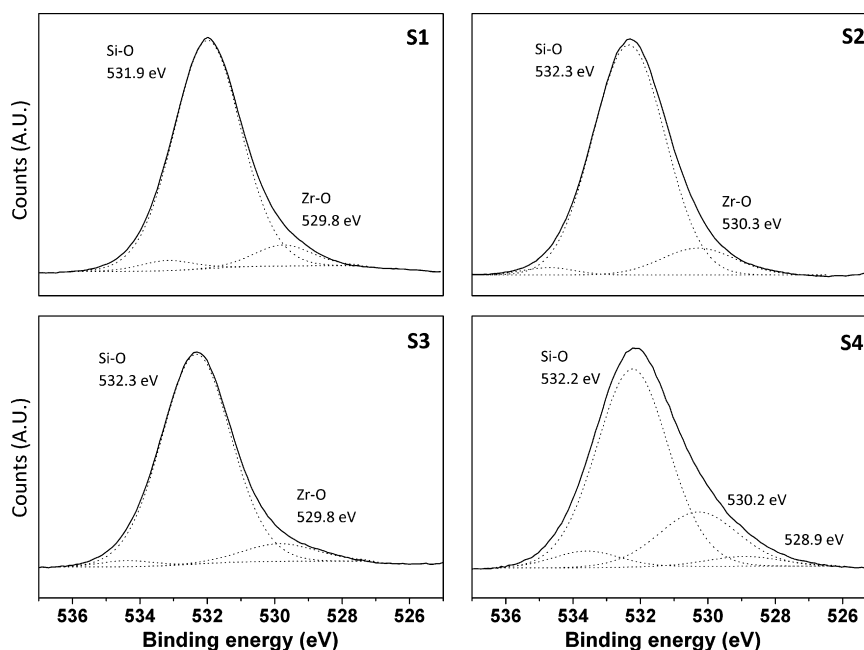 S1
Si-O
531.9 eV
Zr-O
529.8 eV
Counts (A.U.)
S2
Si-O
532.3 eV
Zr-O
530.3 eV
S3
Si-O
532.3 eV
Zr-O
529.8 eV
Counts (A.U.)
536 534 532 530 528 526
Binding energy (eV)
S4
Si-O
532.2 eV
530.2 eV
528.9 eV
536 534 532 530 528 526
Binding energy (eV)